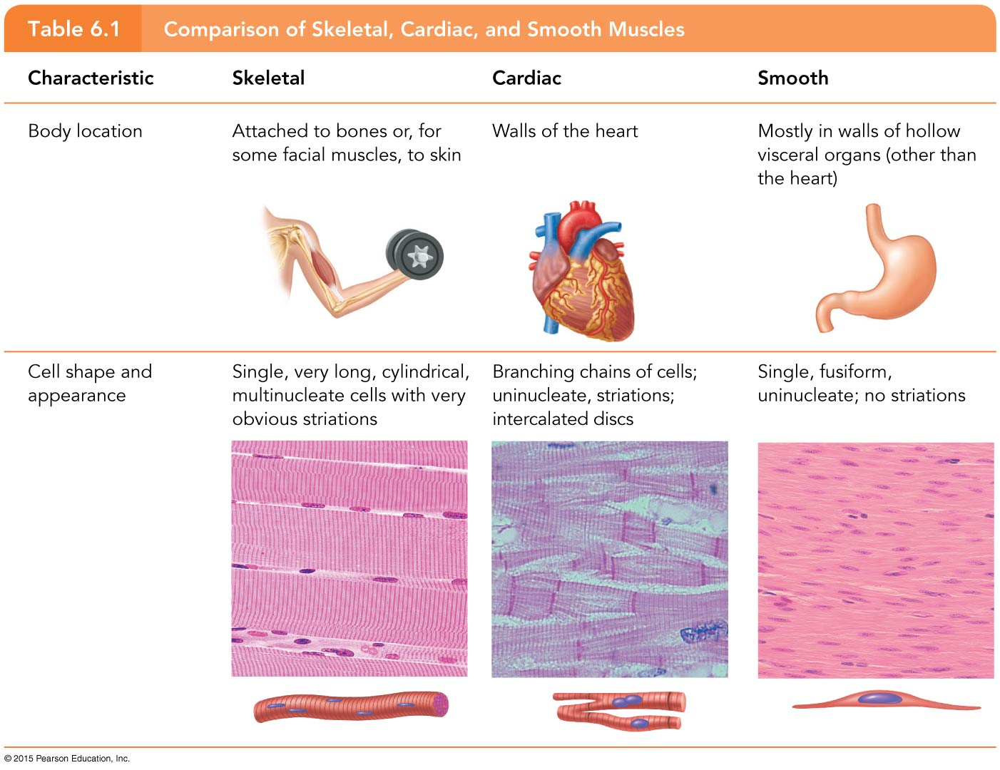 Table 6.1 Comparison of Skeletal, Cardiac, and Smooth Muscles
Characteristic Skeletal Cardiac Smooth
Body location
Attached to bones or, for
some facial muscles, to skin
Walls of the heart
Mostly in walls of hollow
visceral organs (other than
the heart)
Cell shape and
appearance
Single, very long, cylindrical,
multinucleate cells with very
obvious striations
Branching chains of cells;
uninucleate, striations;
intercalated discs
Single, fusiform,
uninucleate; no striations
© 2015 Pearson Education, Inc.